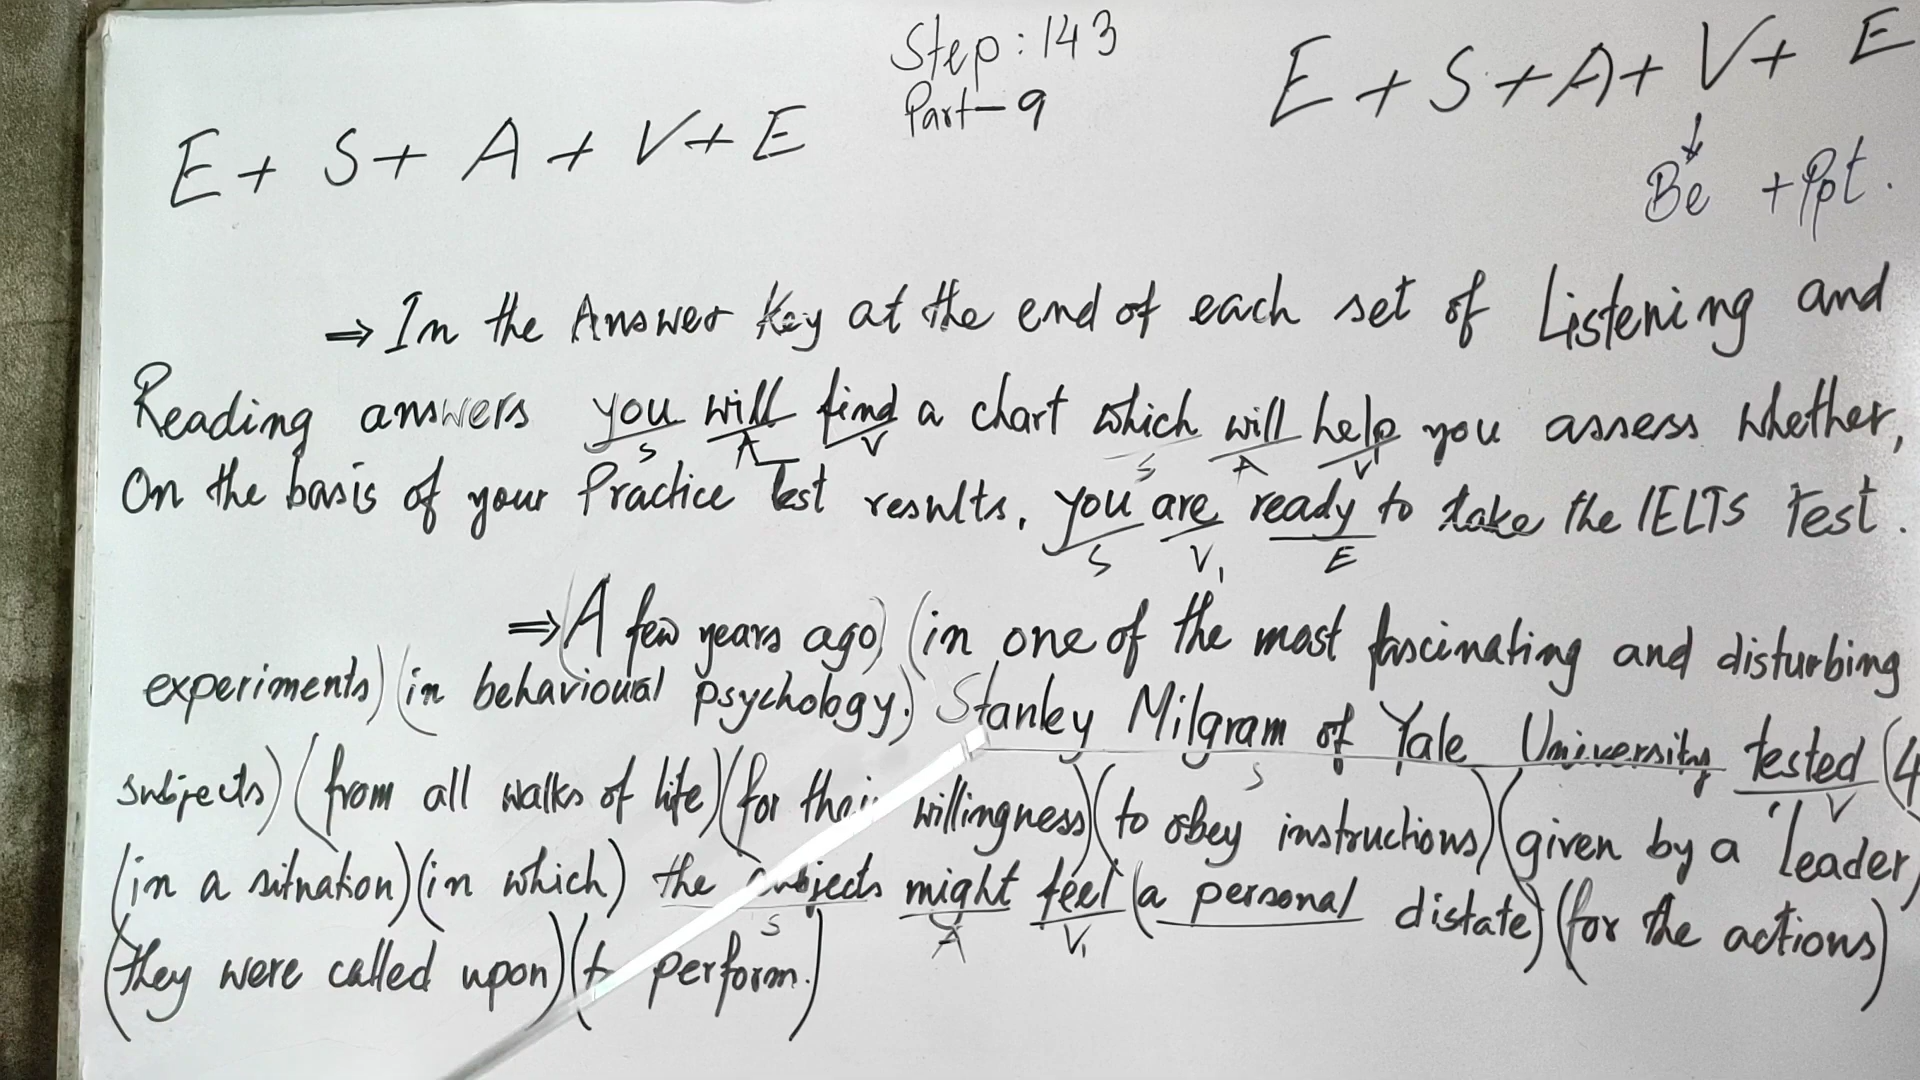 Step: 143
Part-9
E + S + A + V + E
E + S + A + V + E
Be + Ppt.
⇒ In the Answer Key at the end of each set of Listening and
Reading answers you will find a chart which will help you assess whether,
S A V S A V
On the basis of your Practice Test results, you are ready to take the IELTS Test.
S V1 E
⇒ (A few years ago) (in one of the most fascinating and disturbing
experiments) (in behavioural psychology.) Stanley Milgram of Yale University tested (4
S V
subjects) (from all walks of life) (for their willingness) (to obey instructions) (given by a 'leader)
(in a situation) (in which) the subjects might feel (a personal distate) (for the actions)
S A V1
(they were called upon) (to perform.)